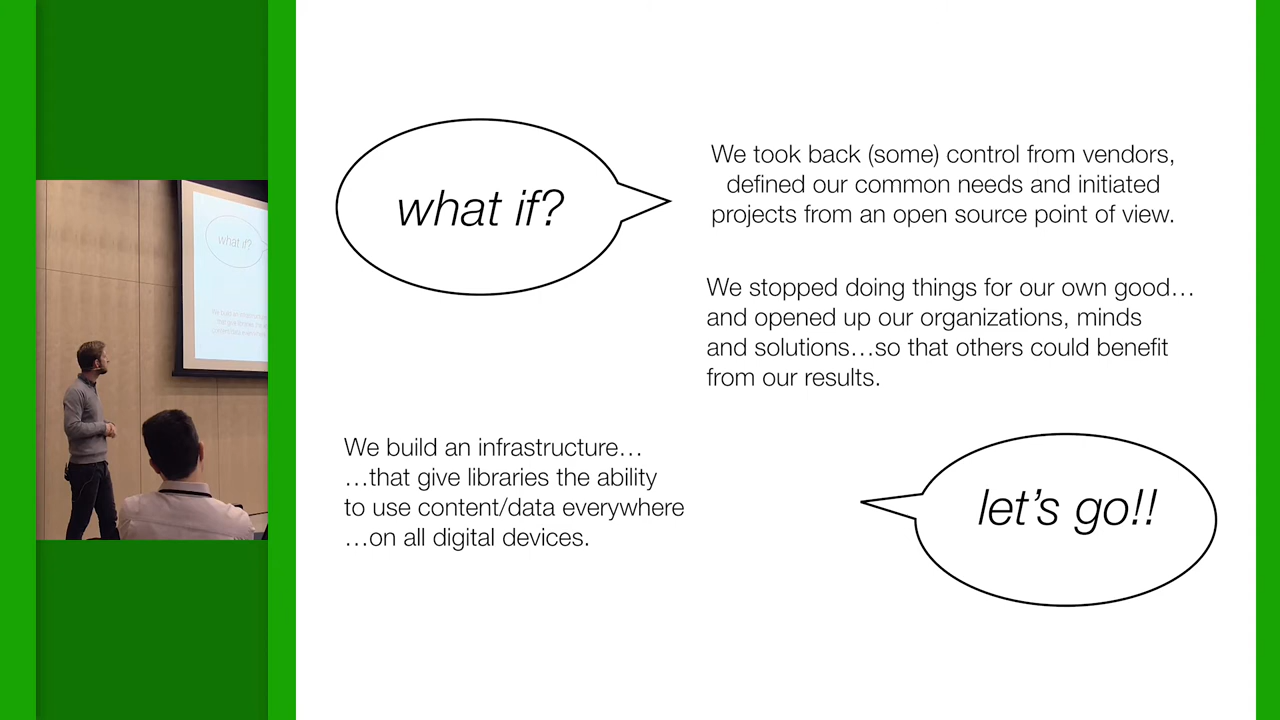 what if?
We took back (some) control from vendors,
defined our common needs and initiated
projects from an open source point of view.
We stopped doing things for our own good…
and opened up our organizations, minds
and solutions…so that others could benefit
from our results.
We build an infrastructure…
…that give libraries the ability
to use content/data everywhere
…on all digital devices.
let's go!!
what if?